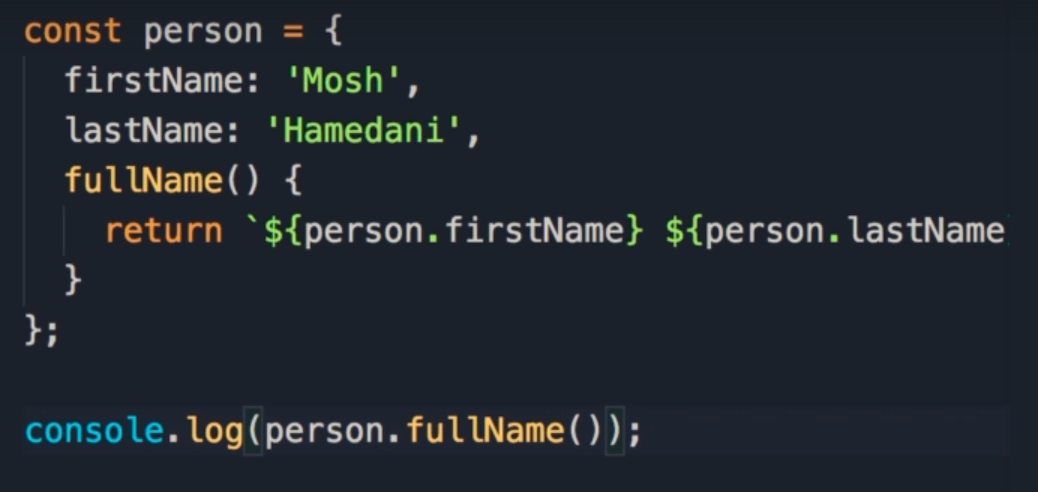 const person = {
  firstName: 'Mosh',
  lastName: 'Hamedani',
  fullName() {
    return `${person.firstName} ${person.lastName
  }
};
console.log(person.fullName());